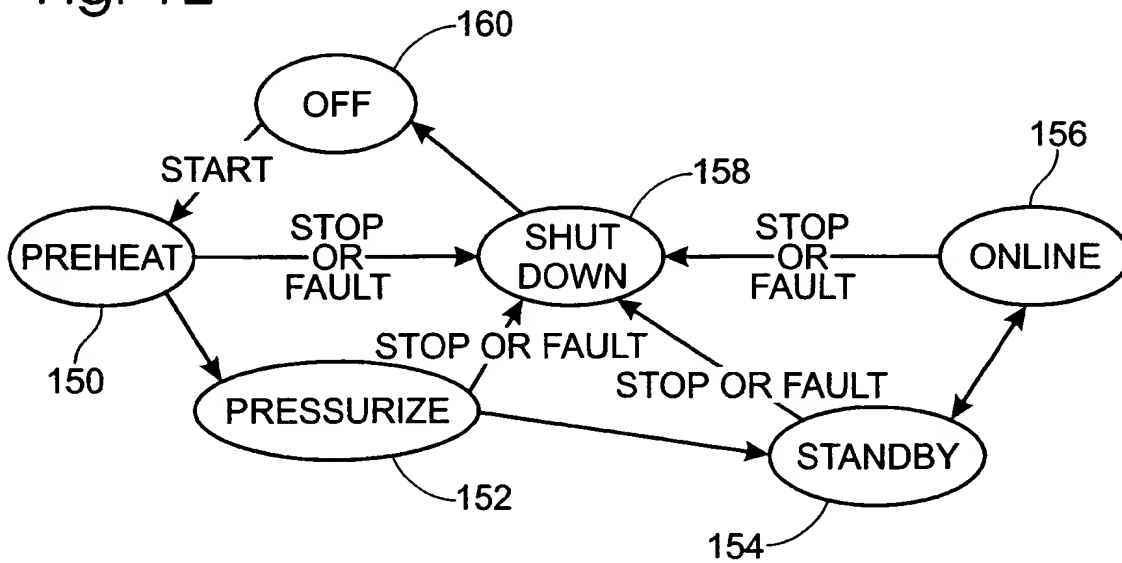 160
OFF
156
START
158
STOP
OR
FAULT
PREHEAT
SHUT
DOWN
STOP
OR
FAULT
ONLINE
STOP OR FAULT
150
STOP OR FAULT
PRESSURIZE
STANDBY
152
154